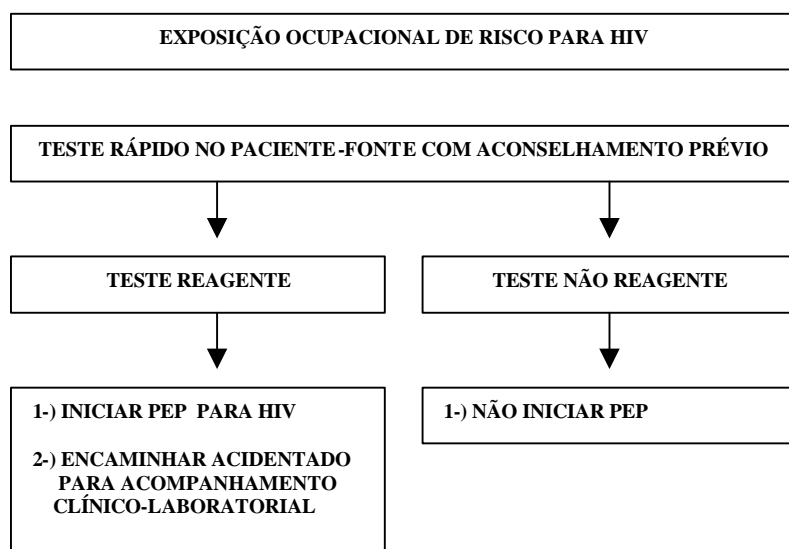 EXPOSIÇÃO OCUPACIONAL DE RISCO PARA HIV
TESTE RÁPIDO NO PACIENTE-FONTE COM ACONSELHAMENTO PRÉVIO
TESTE REAGENTE
TESTE NÃO REAGENTE
1-) INICIAR PEP PARA HIV
2-) ENCAMINHAR ACIDENTADO
PARA ACOMPANHAMENTO
CLÍNICO-LABORATORIAL
1-) NÃO INICIAR PEP